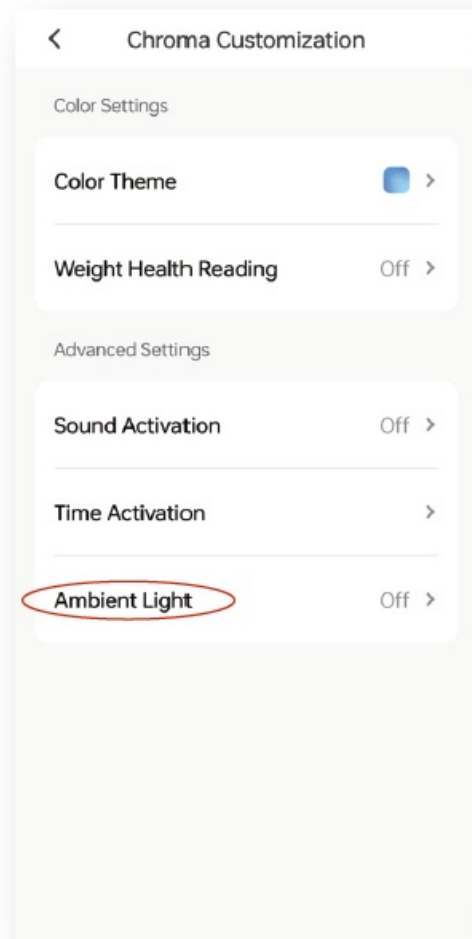 Chroma Customization
Color Settings
Color Theme
Weight Health Reading Off
Advanced Settings
Sound Activation Off
Time Activation
Ambient Light Off